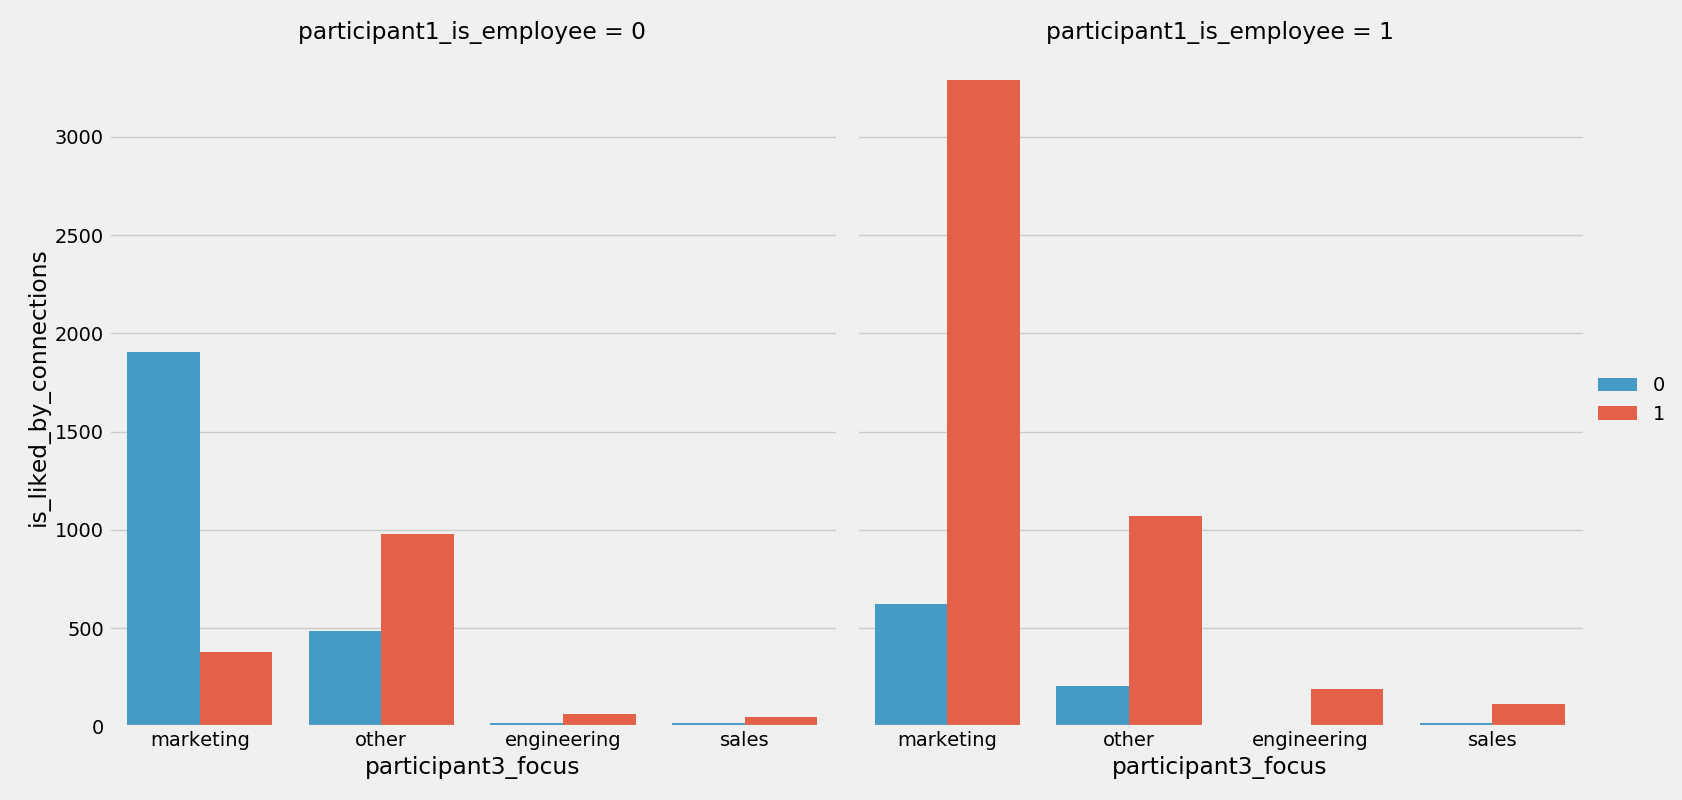 participant1_is_employee = 0
participant1_is_employee = 1
is_liked_by_connections
3000
2500
2000
1500
1000
500
0
marketing other engineering sales
participant3_focus
marketing other engineering sales
participant3_focus
0
1